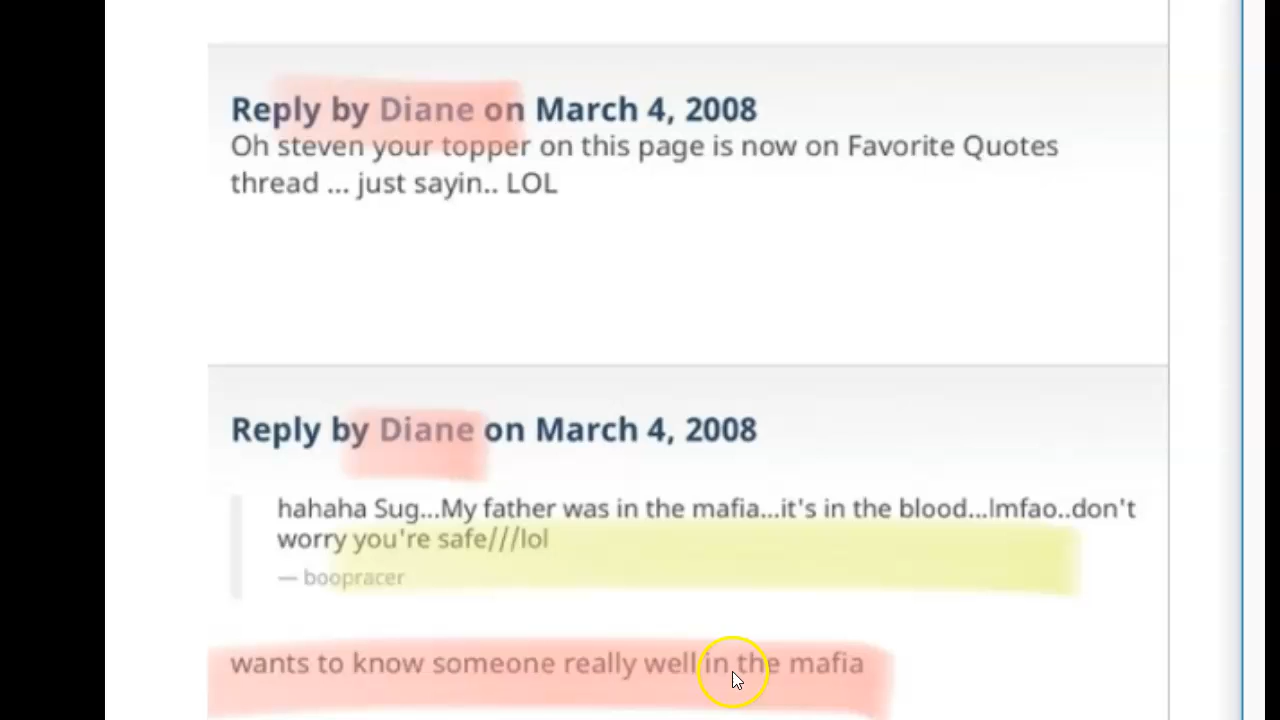 Reply by Diane on March 4, 2008
Oh steven your topper on this page is now on Favorite Quotes
thread ... just sayin.. LOL
Reply by Diane on March 4, 2008
hahaha Sug...My father was in the mafia...it's in the blood...lmfao..don't
worry you're safe///lol
— boopracer
wants to know someone really well in the mafia